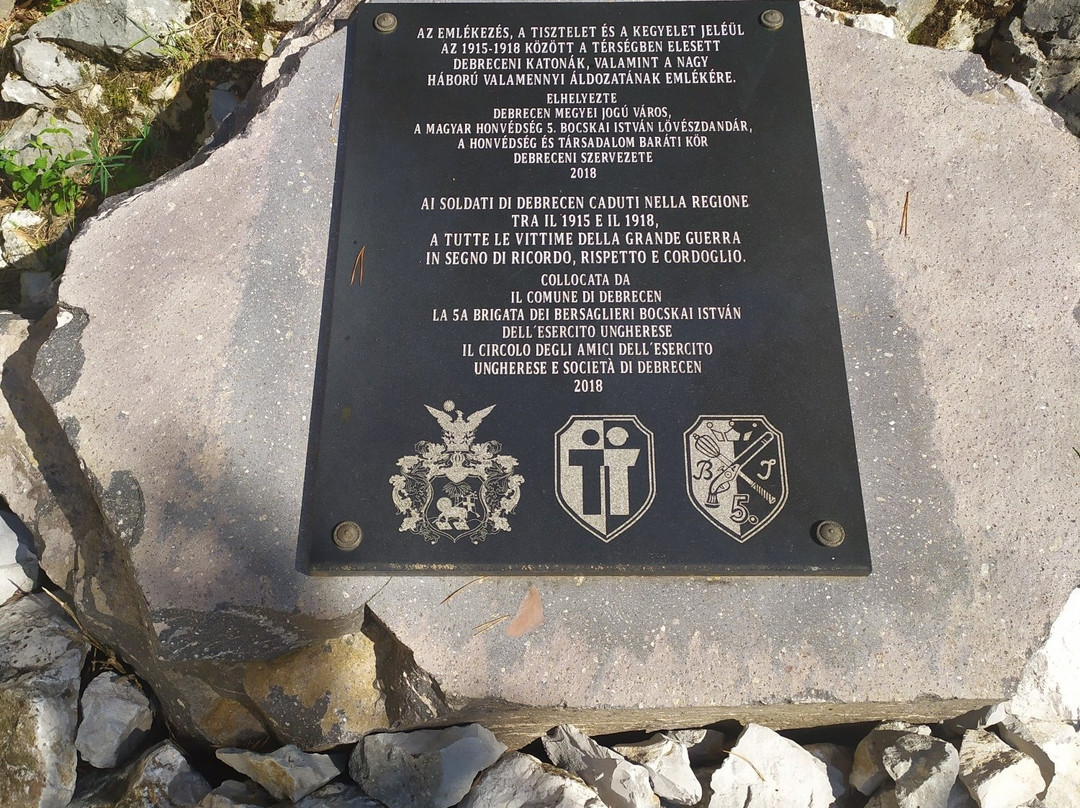 AZ EMLÉKEZÉS, A TISZTELET ÉS A KEGYELET JELÉÜL
AZ 1915-1918 KÖZÖTT A TÉRSÉGBEN ELESETT
DEBRECENI KATONÁK, VALAMINT A NAGY
HÁBORÚ VALAMENNYI ÁLDOZATÁNAK EMLÉKÉRE.
ELHELYEZTE
DEBRECEN MEGYEI JOGÚ VÁROS,
A MAGYAR HONVÉDSÉG 5. BOCSKAI ISTVÁN LÖVÉSZDANDÁR,
A HONVÉDSÉG ÉS TÁRSADALOM BARÁTI KÖR
DEBRECENI SZERVEZETE
2018
AI SOLDATI DI DEBRECEN CADUTI NELLA REGIONE
TRA IL 1915 E IL 1918,
A TUTTE LE VITTIME DELLA GRANDE GUERRA
IN SEGNO DI RICORDO, RISPETTO E CORDOGLIO.
COLLOCATA DA
IL COMUNE DI DEBRECEN
LA 5A BRIGATA DEI BERSAGLIERI BOCSKAI ISTVÁN
DELL´ESERCITO UNGHERESE
IL CIRCOLO DEGLI AMICI DELL´ESERCITO
UNGHERESE E SOCIETÀ DI DEBRECEN
2018
B I
5.